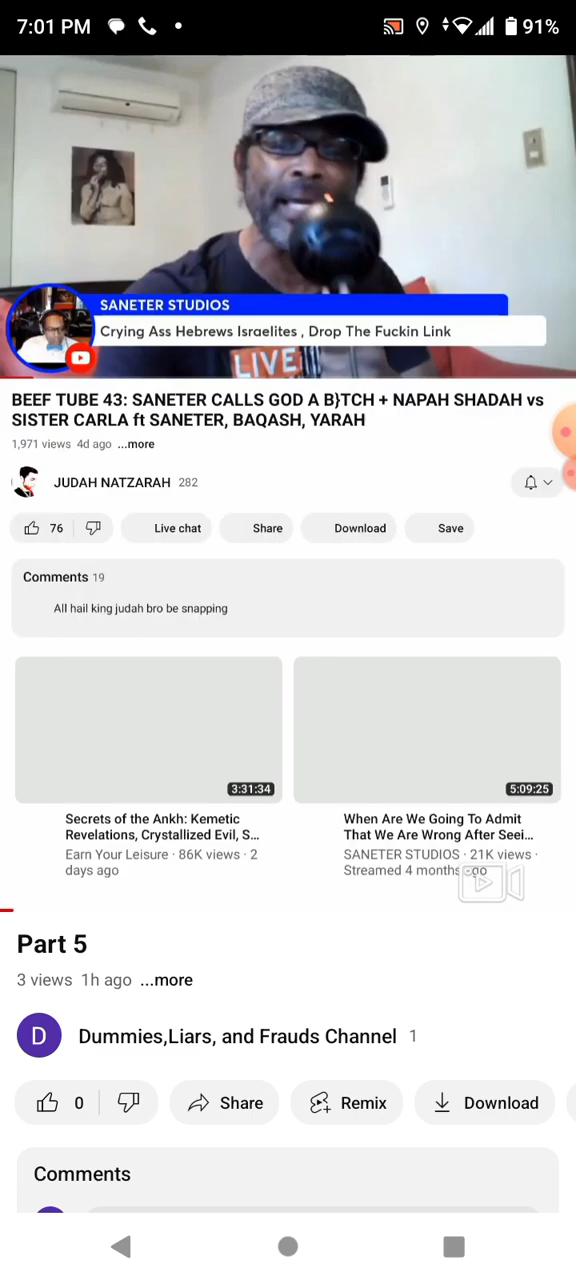 7:01 PM
91%
SANETER STUDIOS
Crying Ass Hebrews Isrgelites , Drop The Fuckin Link
LIVE
BEEF TUBE 43: SANETER CALLS GOD A B}TCH + NAPAH SHADAH vs
SISTER CARLA ft SANETER, BAQASH, YARAH
1,971 views 4d ago ...more
JUDAH NATZARAH 282
76 Live chat Share Download Save
Comments 19
All hail king judah bro be snapping
3:31:34 5:09:25
Secrets of the Ankh: Kemetic
Revelations, Crystallized Evil, S...
Earn Your Leisure · 86K views · 2
days ago
When Are We Going To Admit
That We Are Wrong After Seei...
SANETER STUDIOS · 21K views ·
Streamed 4 months ago
Part 5
3 views 1h ago ...more
D Dummies,Liars, and Frauds Channel 1
0 Share Remix Download
Comments